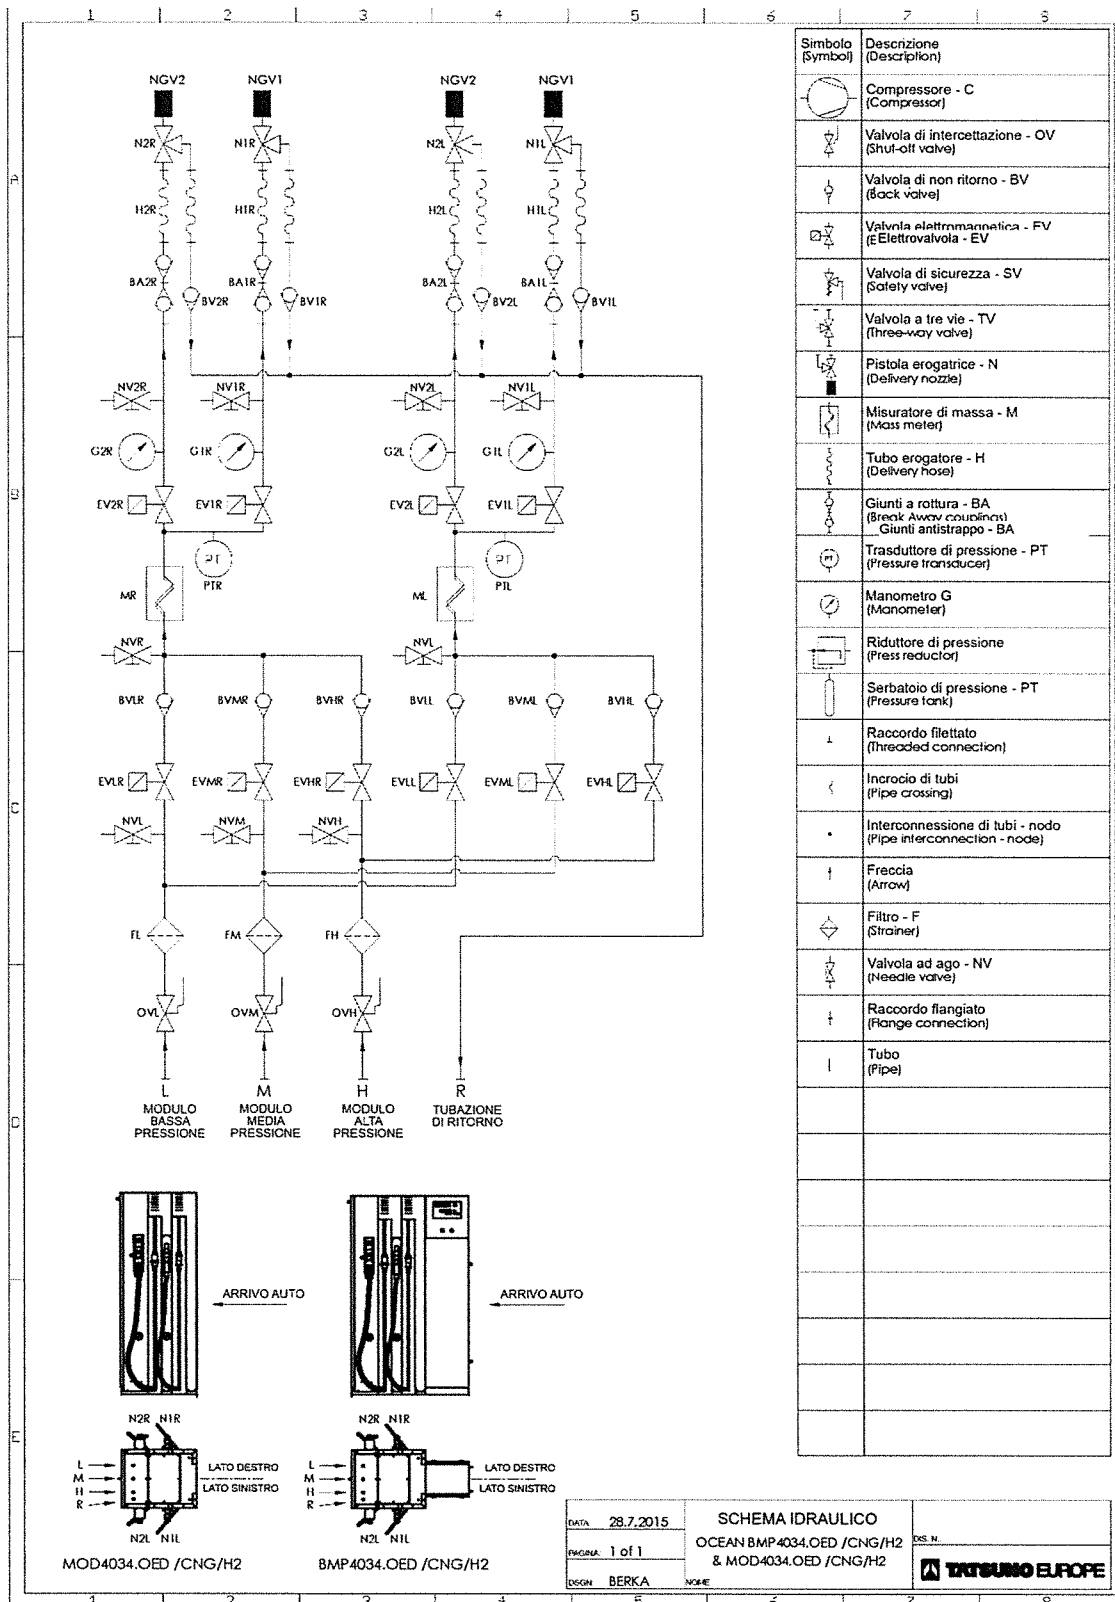 1 2 3 4 5 6 7 8
NGV2 NGV1 NGV2 NGV1
N2R N1R N2L N1L
A
H2R H1R H2L H1L
BA2R BA1R BA2L BA1L
BV2R BV1R BV2L BV1L
NV2R NV1R NV2L NV1L
G2R G1R G2L G1L
B
EV2R EV1R EV2L EV1L
PT PT
PTR PTL
MR ML
NVR NVL
BVLR BVMR BVHR BVLL BVML BVHL
EVLR EVMR EVHR EVLL EVML EVHL
C
NVL NVM NVH
FL FM FH
OVL OVM OVH
L M H R
MODULO BASSA PRESSIONE
MODULO MEDIA PRESSIONE
MODULO ALTA PRESSIONE
TUBAZIONE DI RITORNO
D
Simbolo (Symbol)
Descrizione (Description)
Compressore - C
(Compressor)
Valvola di intercettazione - OV
(Shut-off valve)
Valvola di non ritorno - BV
(Back valve)
Valvola elettromagnetica - EV
(EElettrovalvola - EV
Valvola di sicurezza - SV
(Safety valve)
Valvola a tre vie - TV
(Three-way valve)
Pistola erogatrice - N
(Delivery nozzle)
Misuratore di massa - M
(Mass meter)
Tubo erogatore - H
(Delivery hose)
Giunti a rottura - BA
(Break Away couplings)
Giunti antistrappo - BA
PT
Trasduttore di pressione - PT
(Pressure transducer)
Manometro G
(Manometer)
Riduttore di pressione
(Press reductor)
Serbatoio di pressione - PT
(Pressure tank)
Raccordo filettato
(Threaded connection)
Incrocio di tubi
(Pipe crossing)
Interconnessione di tubi - nodo
(Pipe interconnection - node)
Freccia
(Arrow)
Filtro - F
(Strainer)
Valvola ad ago - NV
(Needle valve)
Raccordo flangiato
(Flange connection)
Tubo
(Pipe)
ARRIVO AUTO
ARRIVO AUTO
E
N2R N1R
L
M
H
R
LATO DESTRO
LATO SINISTRO
N2L N1L
MOD4034.OED /CNG/H2
N2R N1R
L
M
H
R
LATO DESTRO
LATO SINISTRO
N2L N1L
BMP4034.OED /CNG/H2
DATA 28.7.2015
PAGINA 1 of 1
DSGN BERKA
SCHEMA IDRAULICO
OCEAN BMP4034.OED /CNG/H2
& MOD4034.OED /CNG/H2
NOME
DIS. N.
TATSUNO EUROPE
1 2 3 4 5 6 7 8